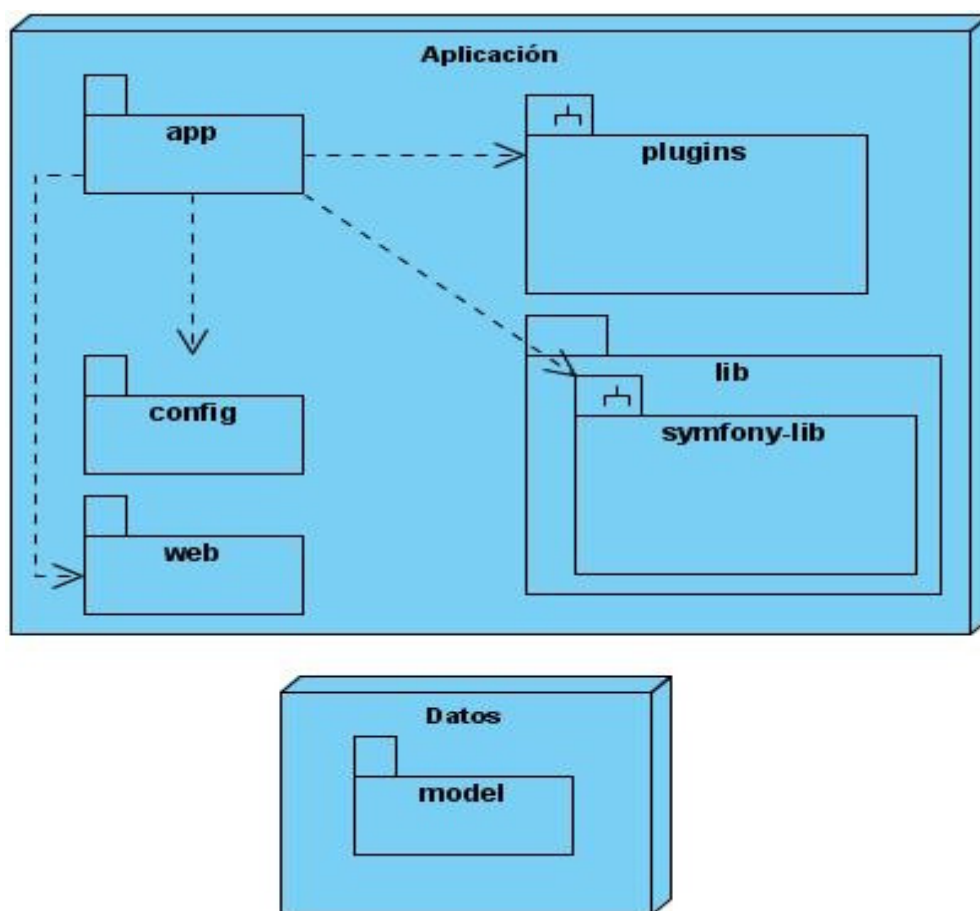 Aplicación
app
plugins
lib
config
symfony-lib
web
Datos
model